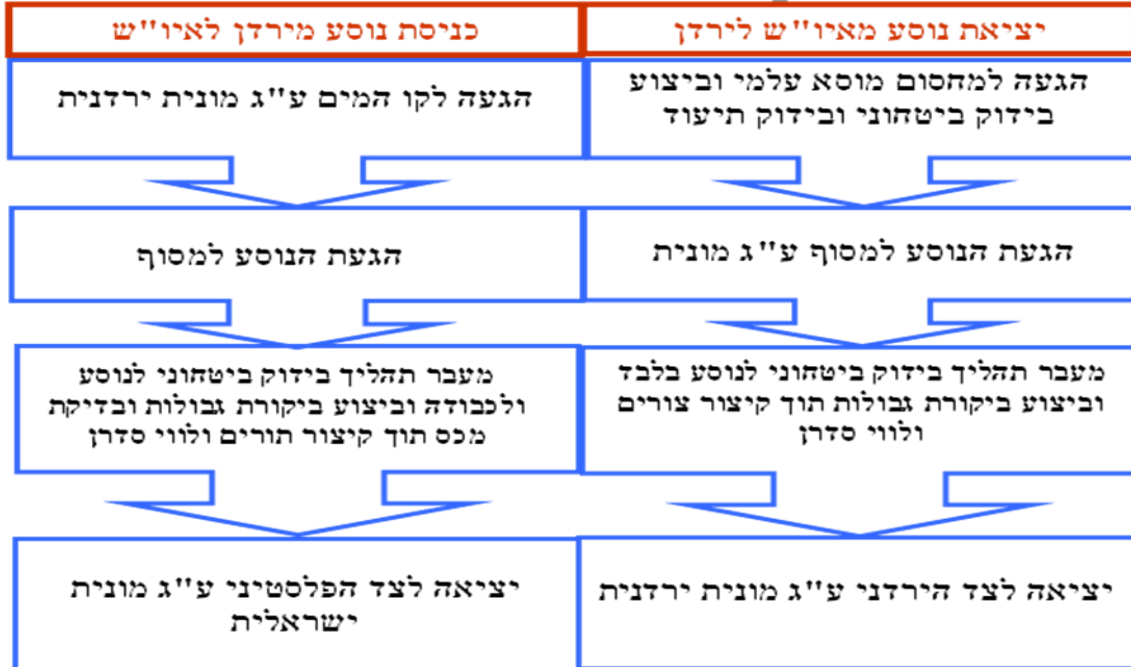 יציאת נוסע מאיו"ש לירדן
הגעה למחסום מוסא עלמי וביצוע
בידוק ביטחוני ובידוק תיעוד
הגעת הנוסע למסוף ע"ג מונית
מעבר תהליך בידוק ביטחוני לנוסע בלבד
וביצוע ביקורת גבולות תוך קיצור צורים
ולווי סדרן
יציאה לצד הירדני ע"ג מונית ירדנית
כניסת נוסע מירדן לאיו"ש
הגעה לקו המים ע"ג מונית ירדנית
הגעת הנוסע למסוף
מעבר תהליך בידוק ביטחוני לנוסע
ולכבודה וביצוע ביקורת גבולות ובדיקת
מכס תוך קיצור תורים ולווי סדרן
יציאה לצד הפלסטיני ע"ג מונית
ישראלית